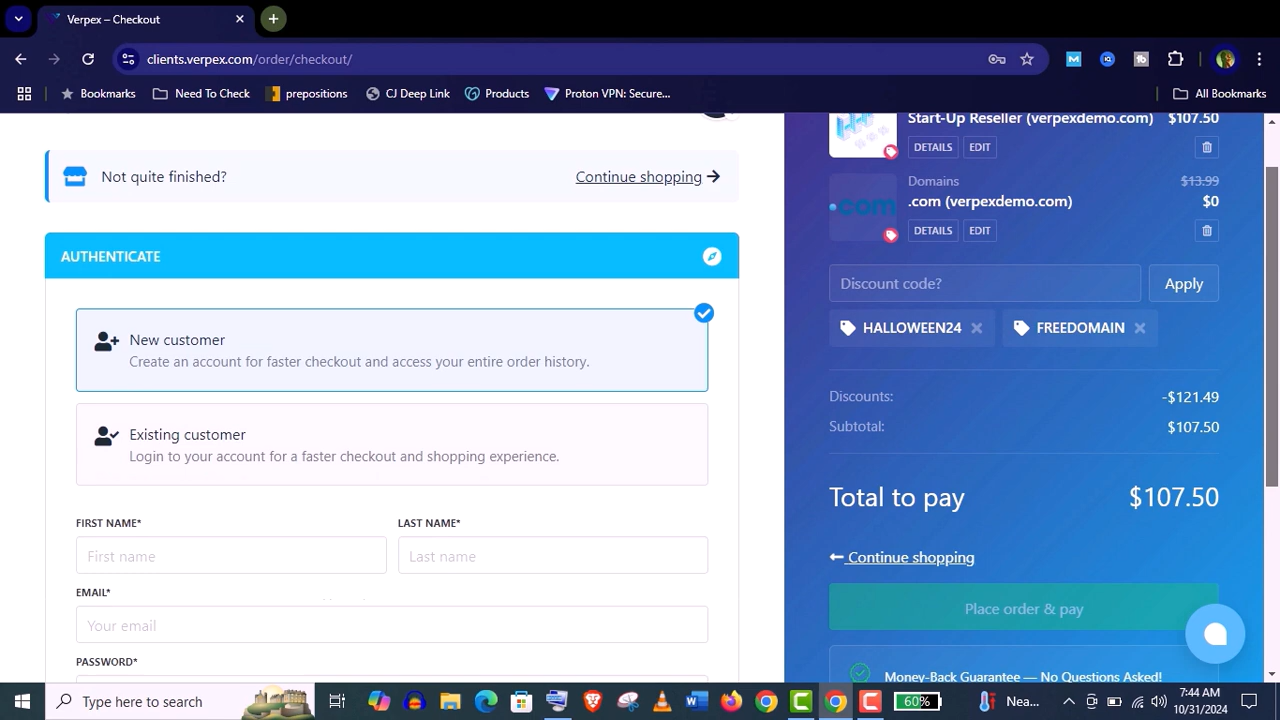 Verpex – Checkout
clients.verpex.com/order/checkout/
Bookmarks
Need To Check
prepositions
CJ Deep Link
Products
Proton VPN: Secure...
All Bookmarks
Not quite finished?
Continue shopping
AUTHENTICATE
New customer
Create an account for faster checkout and access your entire order history.
Existing customer
Login to your account for a faster checkout and shopping experience.
FIRST NAME*
LAST NAME*
First name
Last name
EMAIL*
Your email
PASSWORD*
Start-Up Reseller (verpexdemo.com) $107.50
DETAILS EDIT
Domains $13.99
.com
.com (verpexdemo.com) $0
DETAILS EDIT
Discount code? Apply
HALLOWEEN24 FREEDOMAIN
Discounts: -$121.49
Subtotal: $107.50
Total to pay $107.50
Continue shopping
Place order & pay
Money-Back Guarantee — No Questions Asked!
Type here to search
60%
Nea...
7:44 AM
10/31/2024